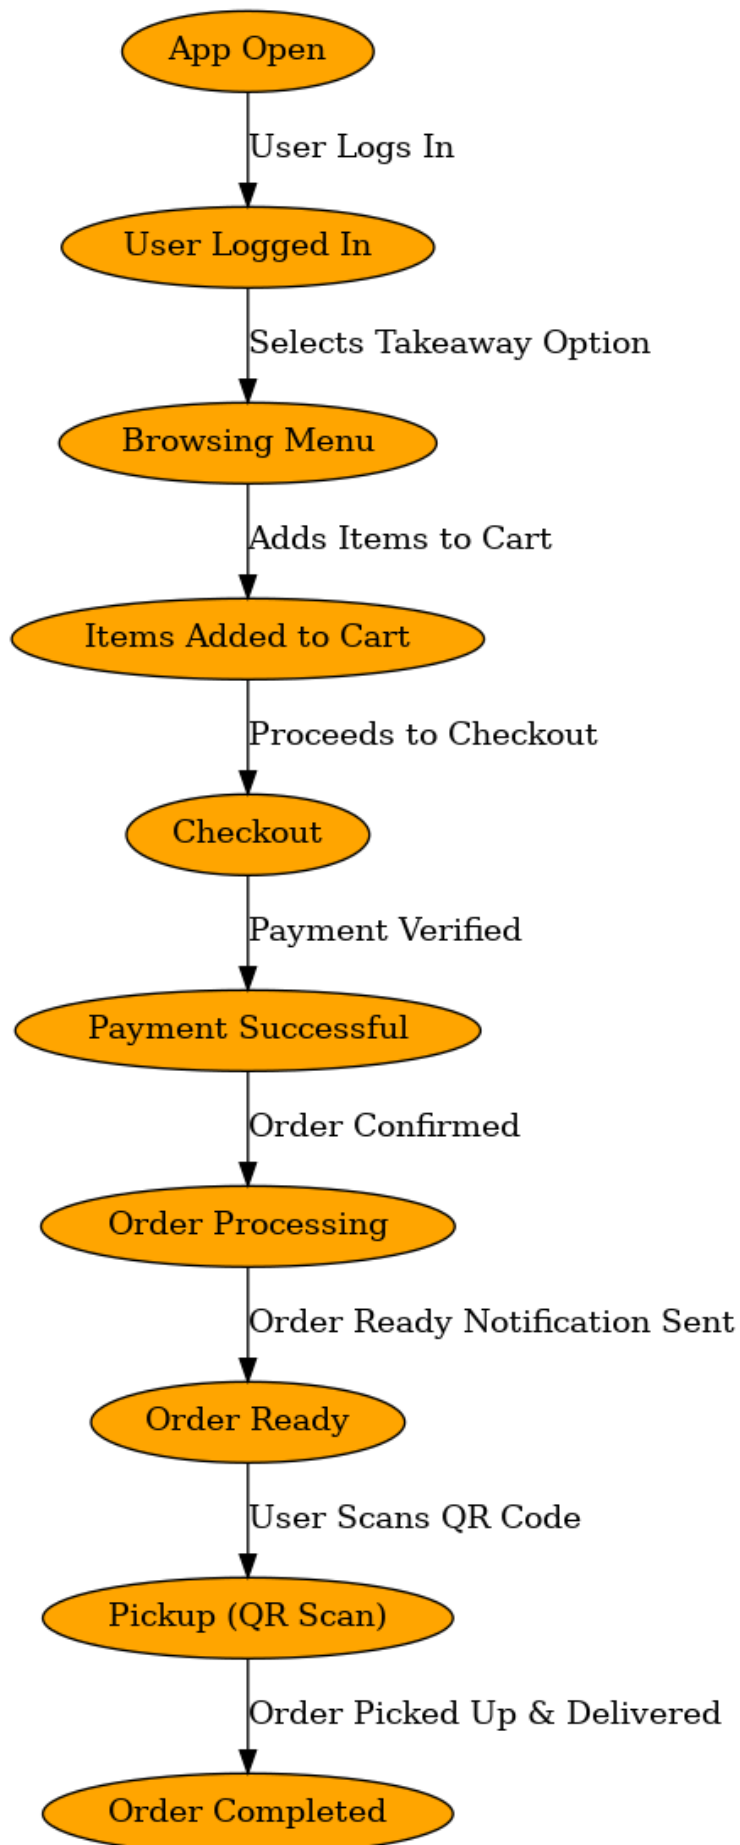 App Open
User Logs In
User Logged In
Selects Takeaway Option
Browsing Menu
Adds Items to Cart
Items Added to Cart
Proceeds to Checkout
Checkout
Payment Verified
Payment Successful
Order Confirmed
Order Processing
Order Ready Notification Sent
Order Ready
User Scans QR Code
Pickup (QR Scan)
Order Picked Up & Delivered
Order Completed